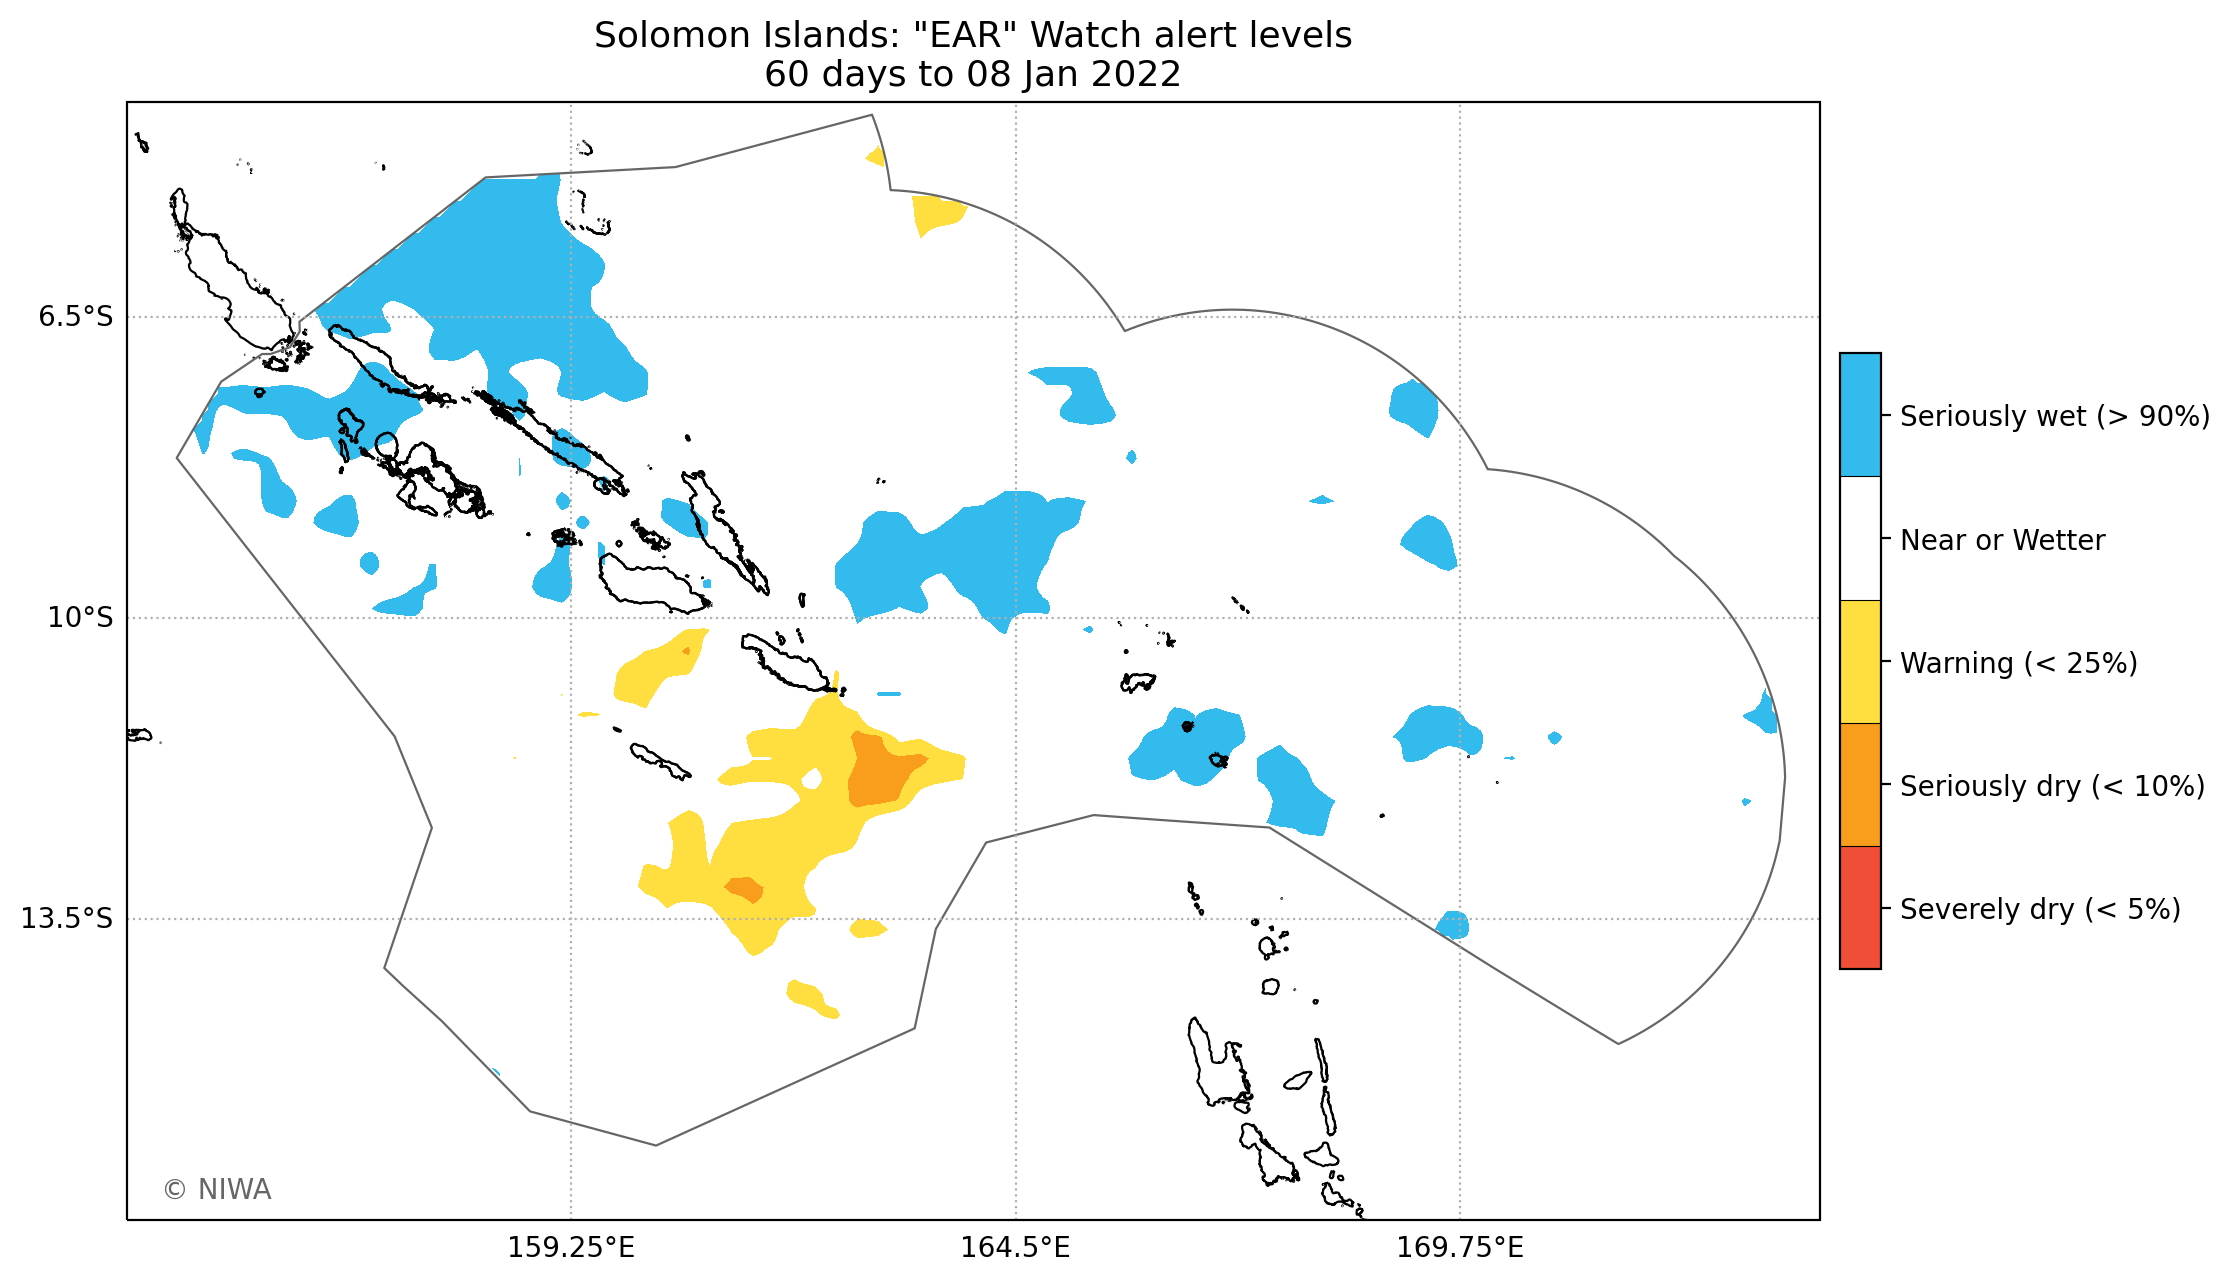 Solomon Islands: "EAR" Watch alert levels
60 days to 08 Jan 2022
6.5°S
10°S
13.5°S
159.25°E
164.5°E
169.75°E
Seriously wet (> 90%)
Near or Wetter
Warning (< 25%)
Seriously dry (< 10%)
Severely dry (< 5%)
© NIWA